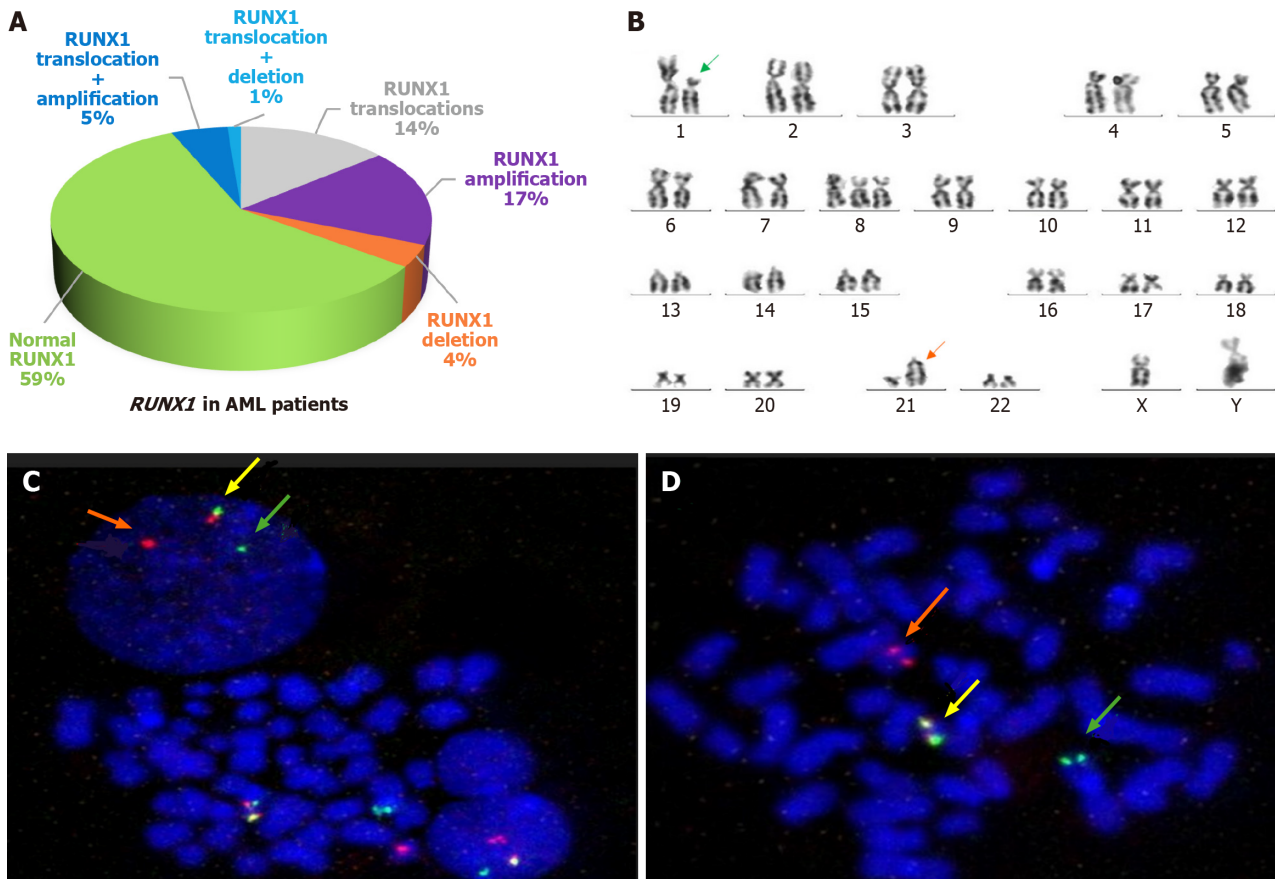 A
RUNX1
translocation
+
amplification
5%
RUNX1
translocation
+
deletion
1%
RUNX1
translocations
14%
RUNX1
amplification
17%
RUNX1
deletion
4%
Normal
RUNX1
59%
RUNX1 in AML patients
B
1 2 3 4 5
6 7 8 9 10 11 12
13 14 15 16 17 18
19 20 21 22 X Y
C
D